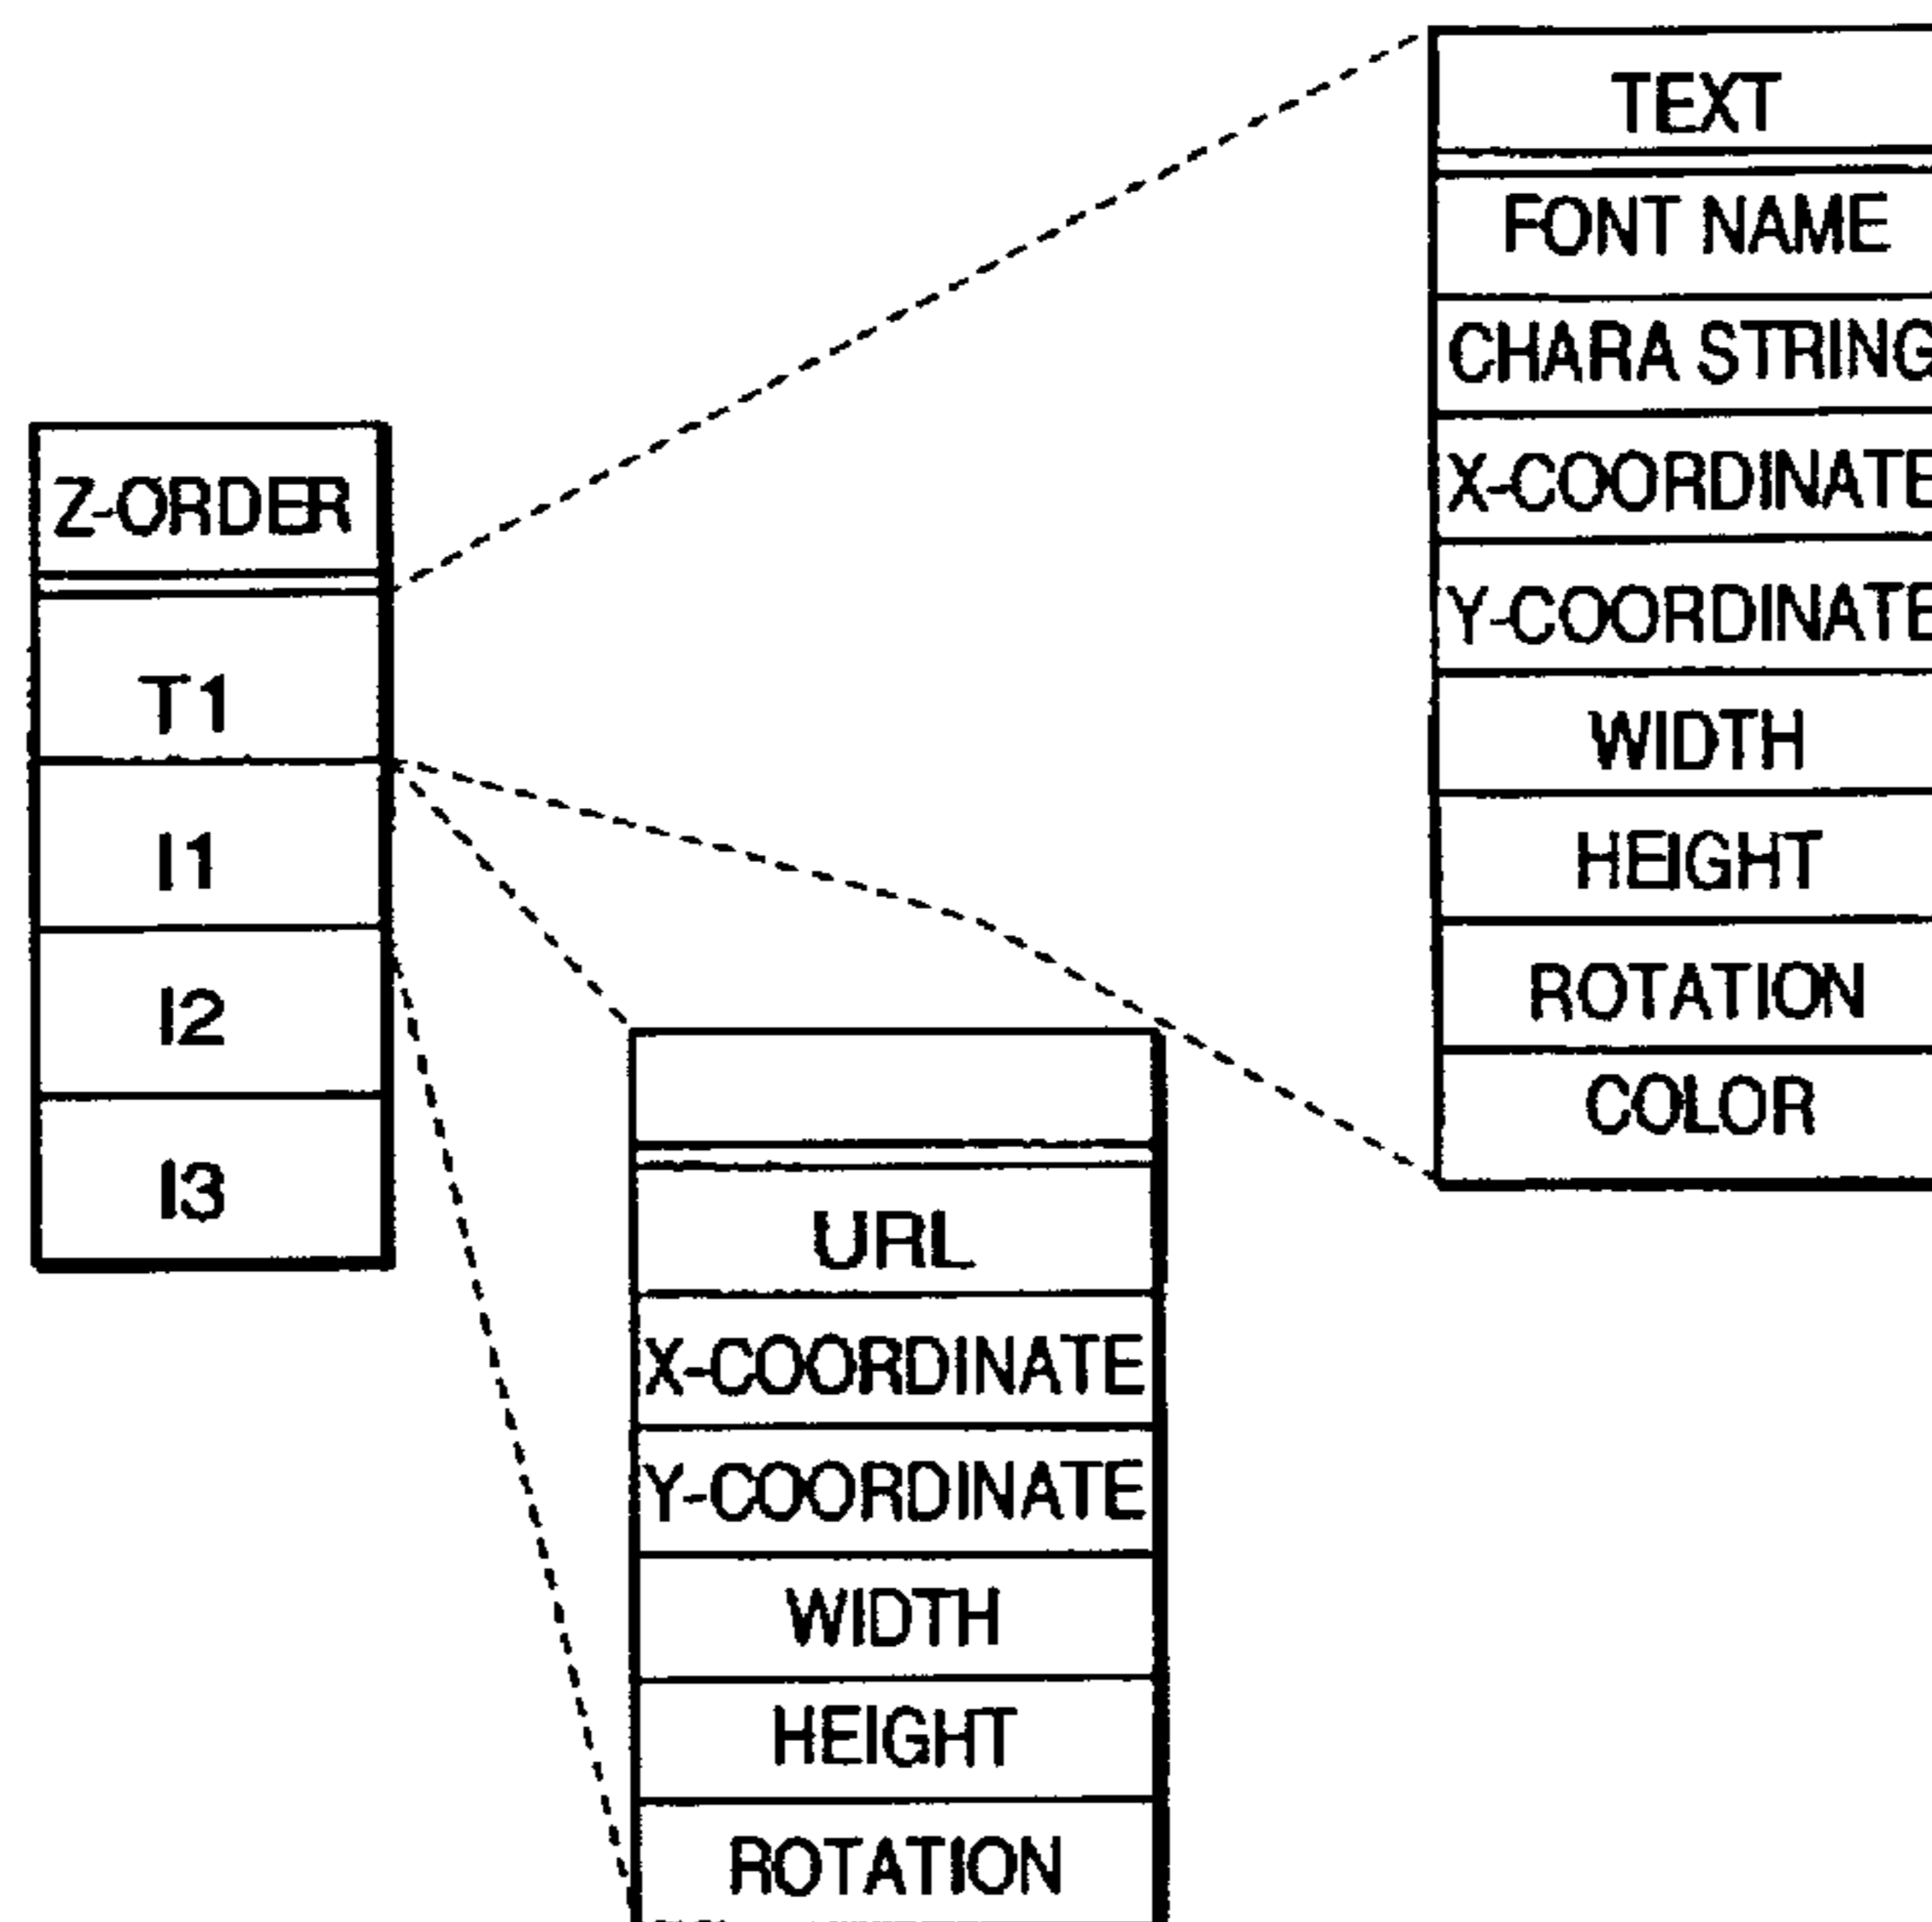 Z-ORDER
T1
I1
I2
I3
TEXT
FONT NAME
CHARA STRING
X-COORDINATE
Y-COORDINATE
WIDTH
HEIGHT
ROTATION
COLOR
URL
X-COORDINATE
Y-COORDINATE
WIDTH
HEIGHT
ROTATION